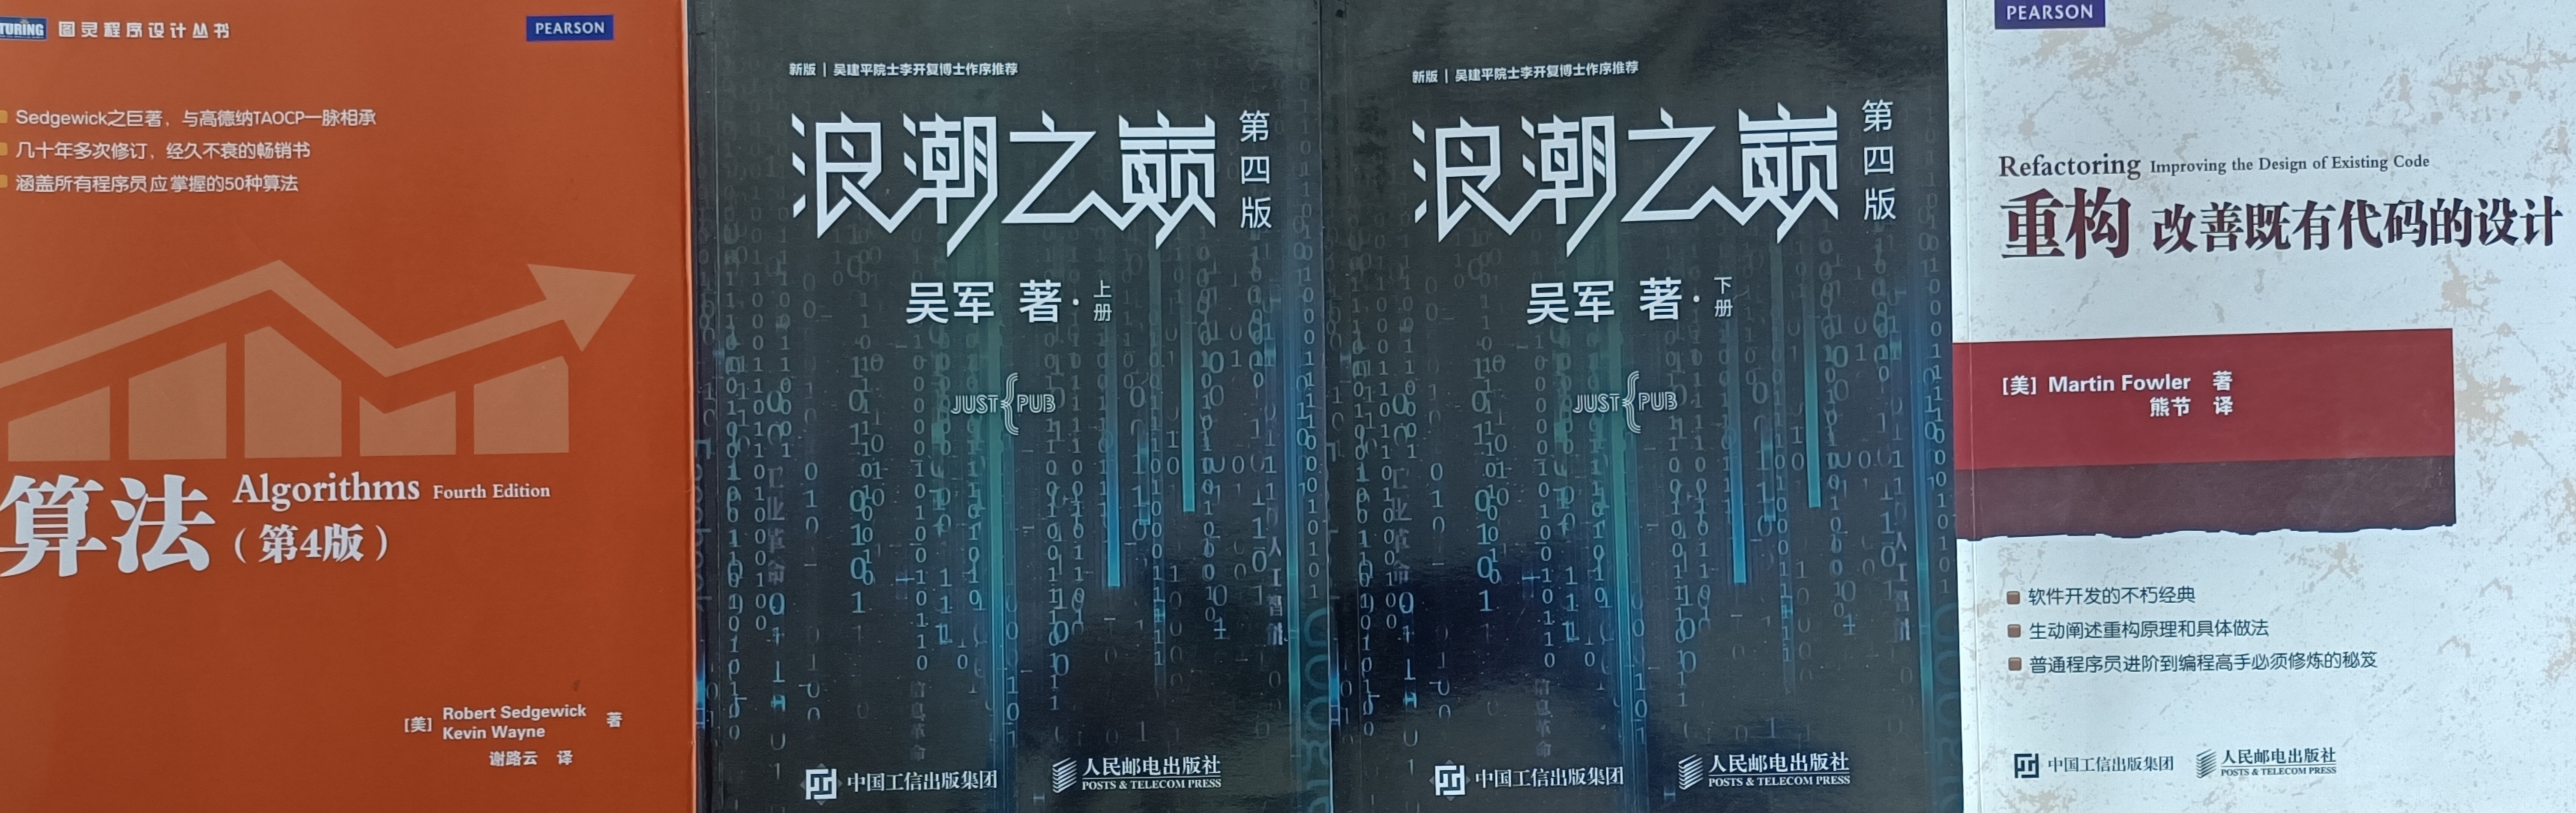 TURING 图灵程序设计丛书
PEARSON
Sedgewick之巨著，与高德纳TAOCP一脉相承
几十年多次修订，经久不衰的畅销书
涵盖所有程序员应掌握的50种算法
算法 Algorithms Fourth Edition
（第4版）
[美] Robert Sedgewick
Kevin Wayne 著
谢路云 译
新版 | 吴建平院士李开复博士作序推荐
浪潮之巅 第四版
吴军 著·上册
JUST PUB
中国工信出版集团
人民邮电出版社
POSTS & TELECOM PRESS
新版 | 吴建平院士李开复博士作序推荐
浪潮之巅 第四版
吴军 著·下册
JUST PUB
中国工信出版集团
人民邮电出版社
POSTS & TELECOM PRESS
PEARSON
Refactoring Improving the Design of Existing Code
重构 改善既有代码的设计
[美] Martin Fowler 著
熊节 译
软件开发的不朽经典
生动阐述重构原理和具体做法
普通程序员进阶到编程高手必须修炼的秘笈
中国工信出版集团
人民邮电出版社
POSTS & TELECOM PRESS